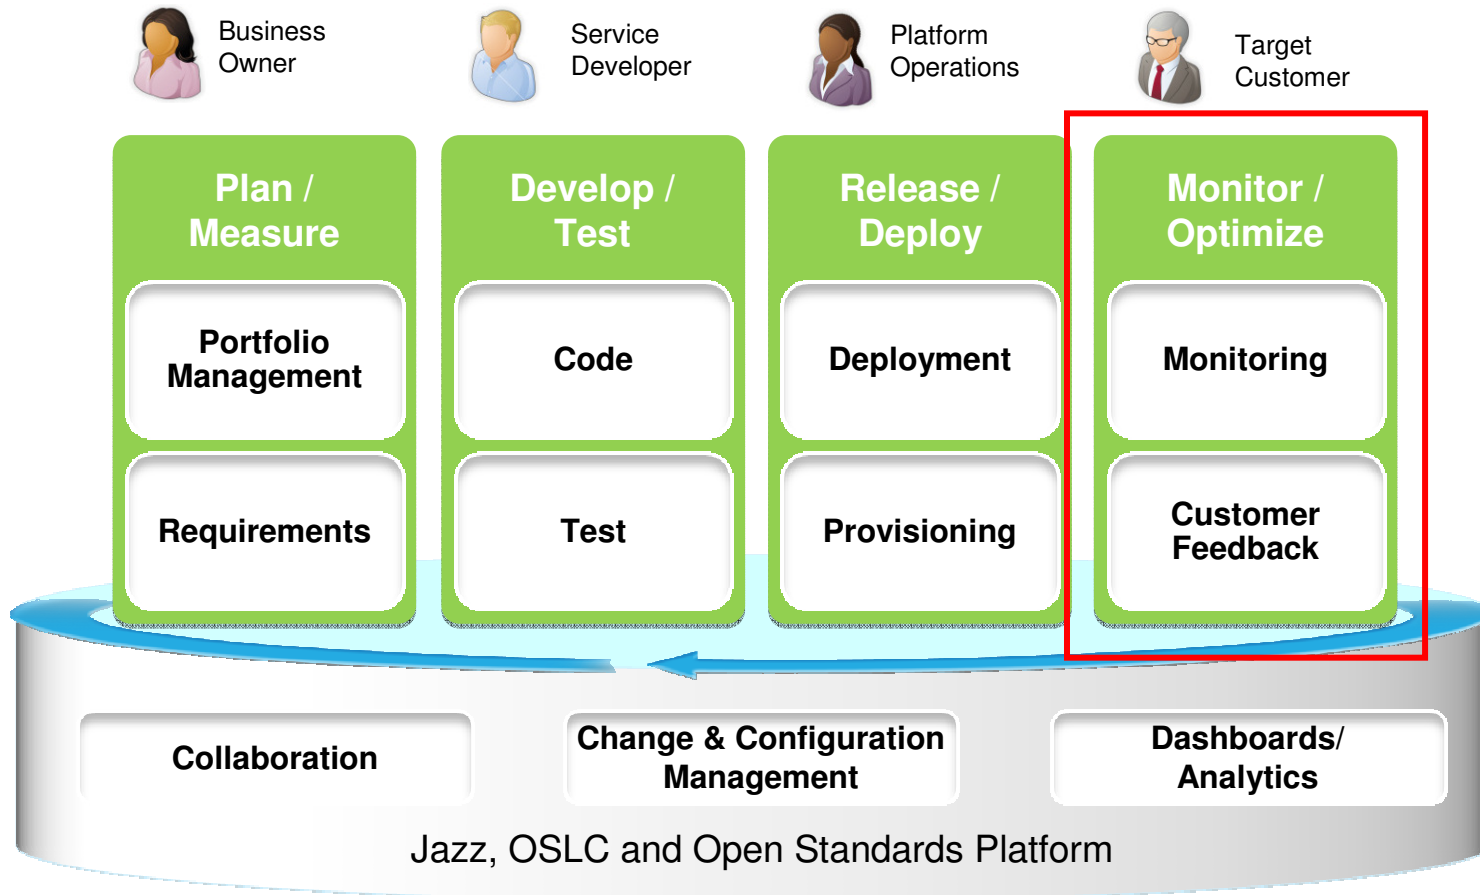 Business
Owner
Service
Developer
Platform
Operations
Target
Customer
Plan /
Measure
Develop /
Test
Release /
Deploy
Monitor /
Optimize
Portfolio
Management
Code
Deployment
Monitoring
Requirements
Test
Provisioning
Customer
Feedback
Collaboration
Change & Configuration
Management
Dashboards/
Analytics
Jazz, OSLC and Open Standards Platform